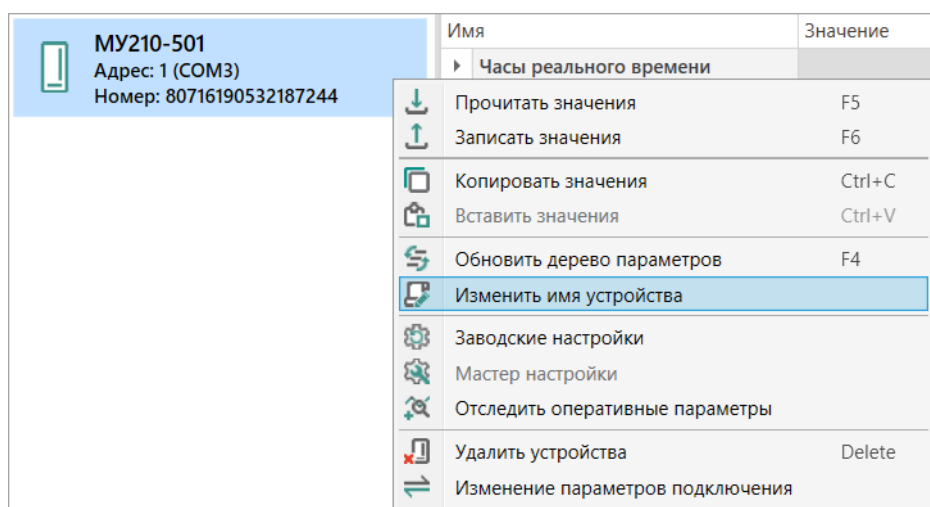 МУ210-501
Адрес: 1 (COM3)
Номер: 80716190532187244
Имя Значение
Часы реального времени
Прочитать значения F5
Записать значения F6
Копировать значения Ctrl+C
Вставить значения Ctrl+V
Обновить дерево параметров F4
Изменить имя устройства
Заводские настройки
Мастер настройки
Отследить оперативные параметры
Удалить устройства Delete
Изменение параметров подключения